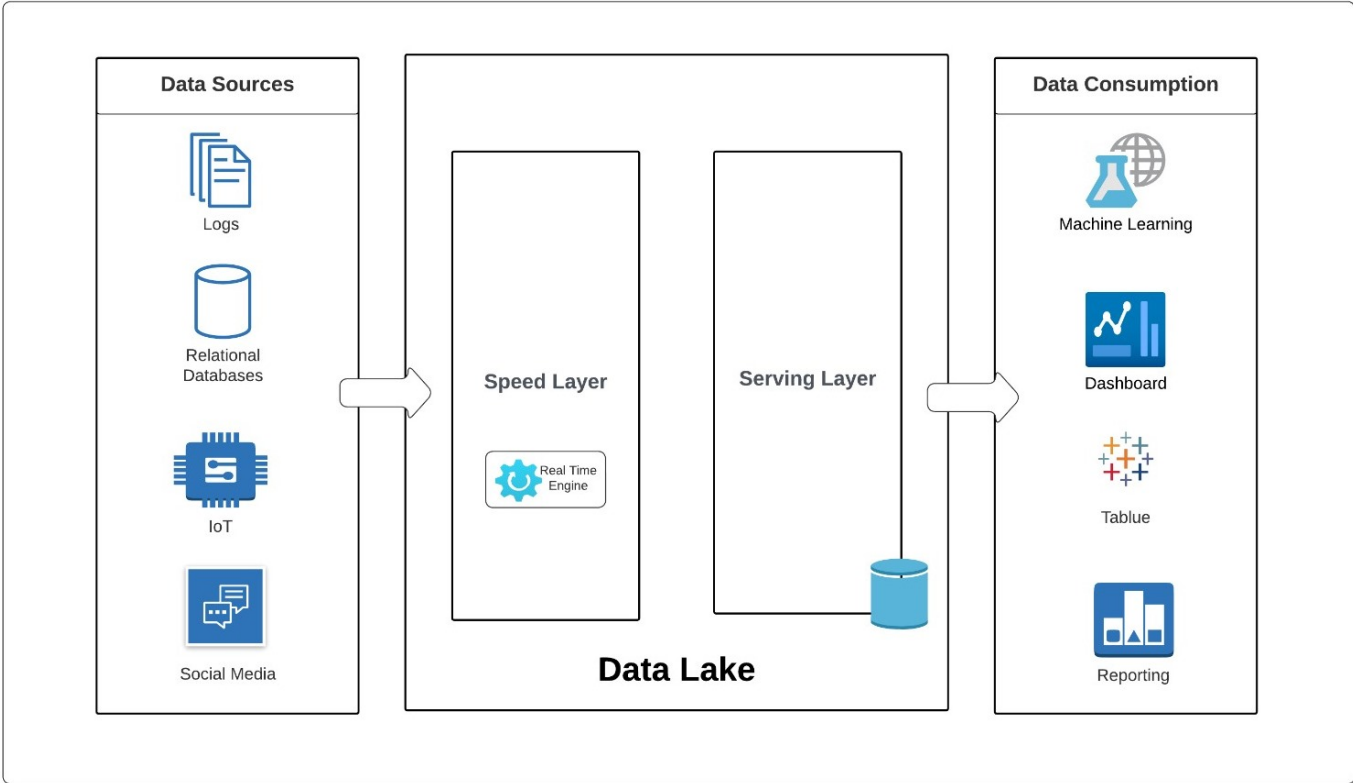 Data Sources
Logs
Relational
Databases
IoT
Social Media
Speed Layer
Real Time
Engine
Serving Layer
Data Lake
Data Consumption
Machine Learning
Dashboard
Tablue
Reporting